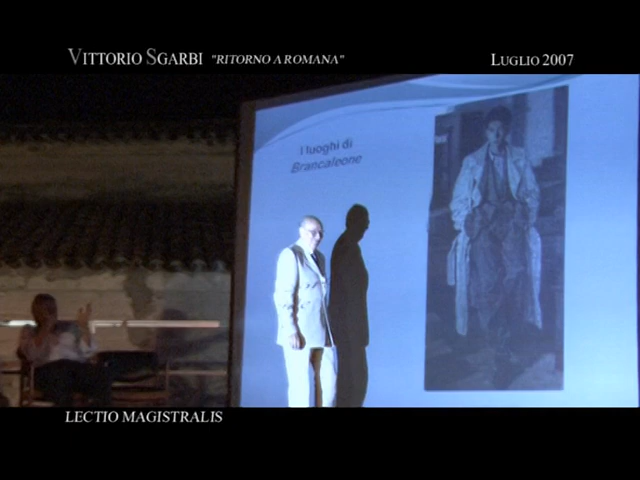 VITTORIO SGARBI "RITORNO A ROMANA"
LUGLIO 2007
I luoghi di
Brancaleone
LECTIO MAGISTRALIS